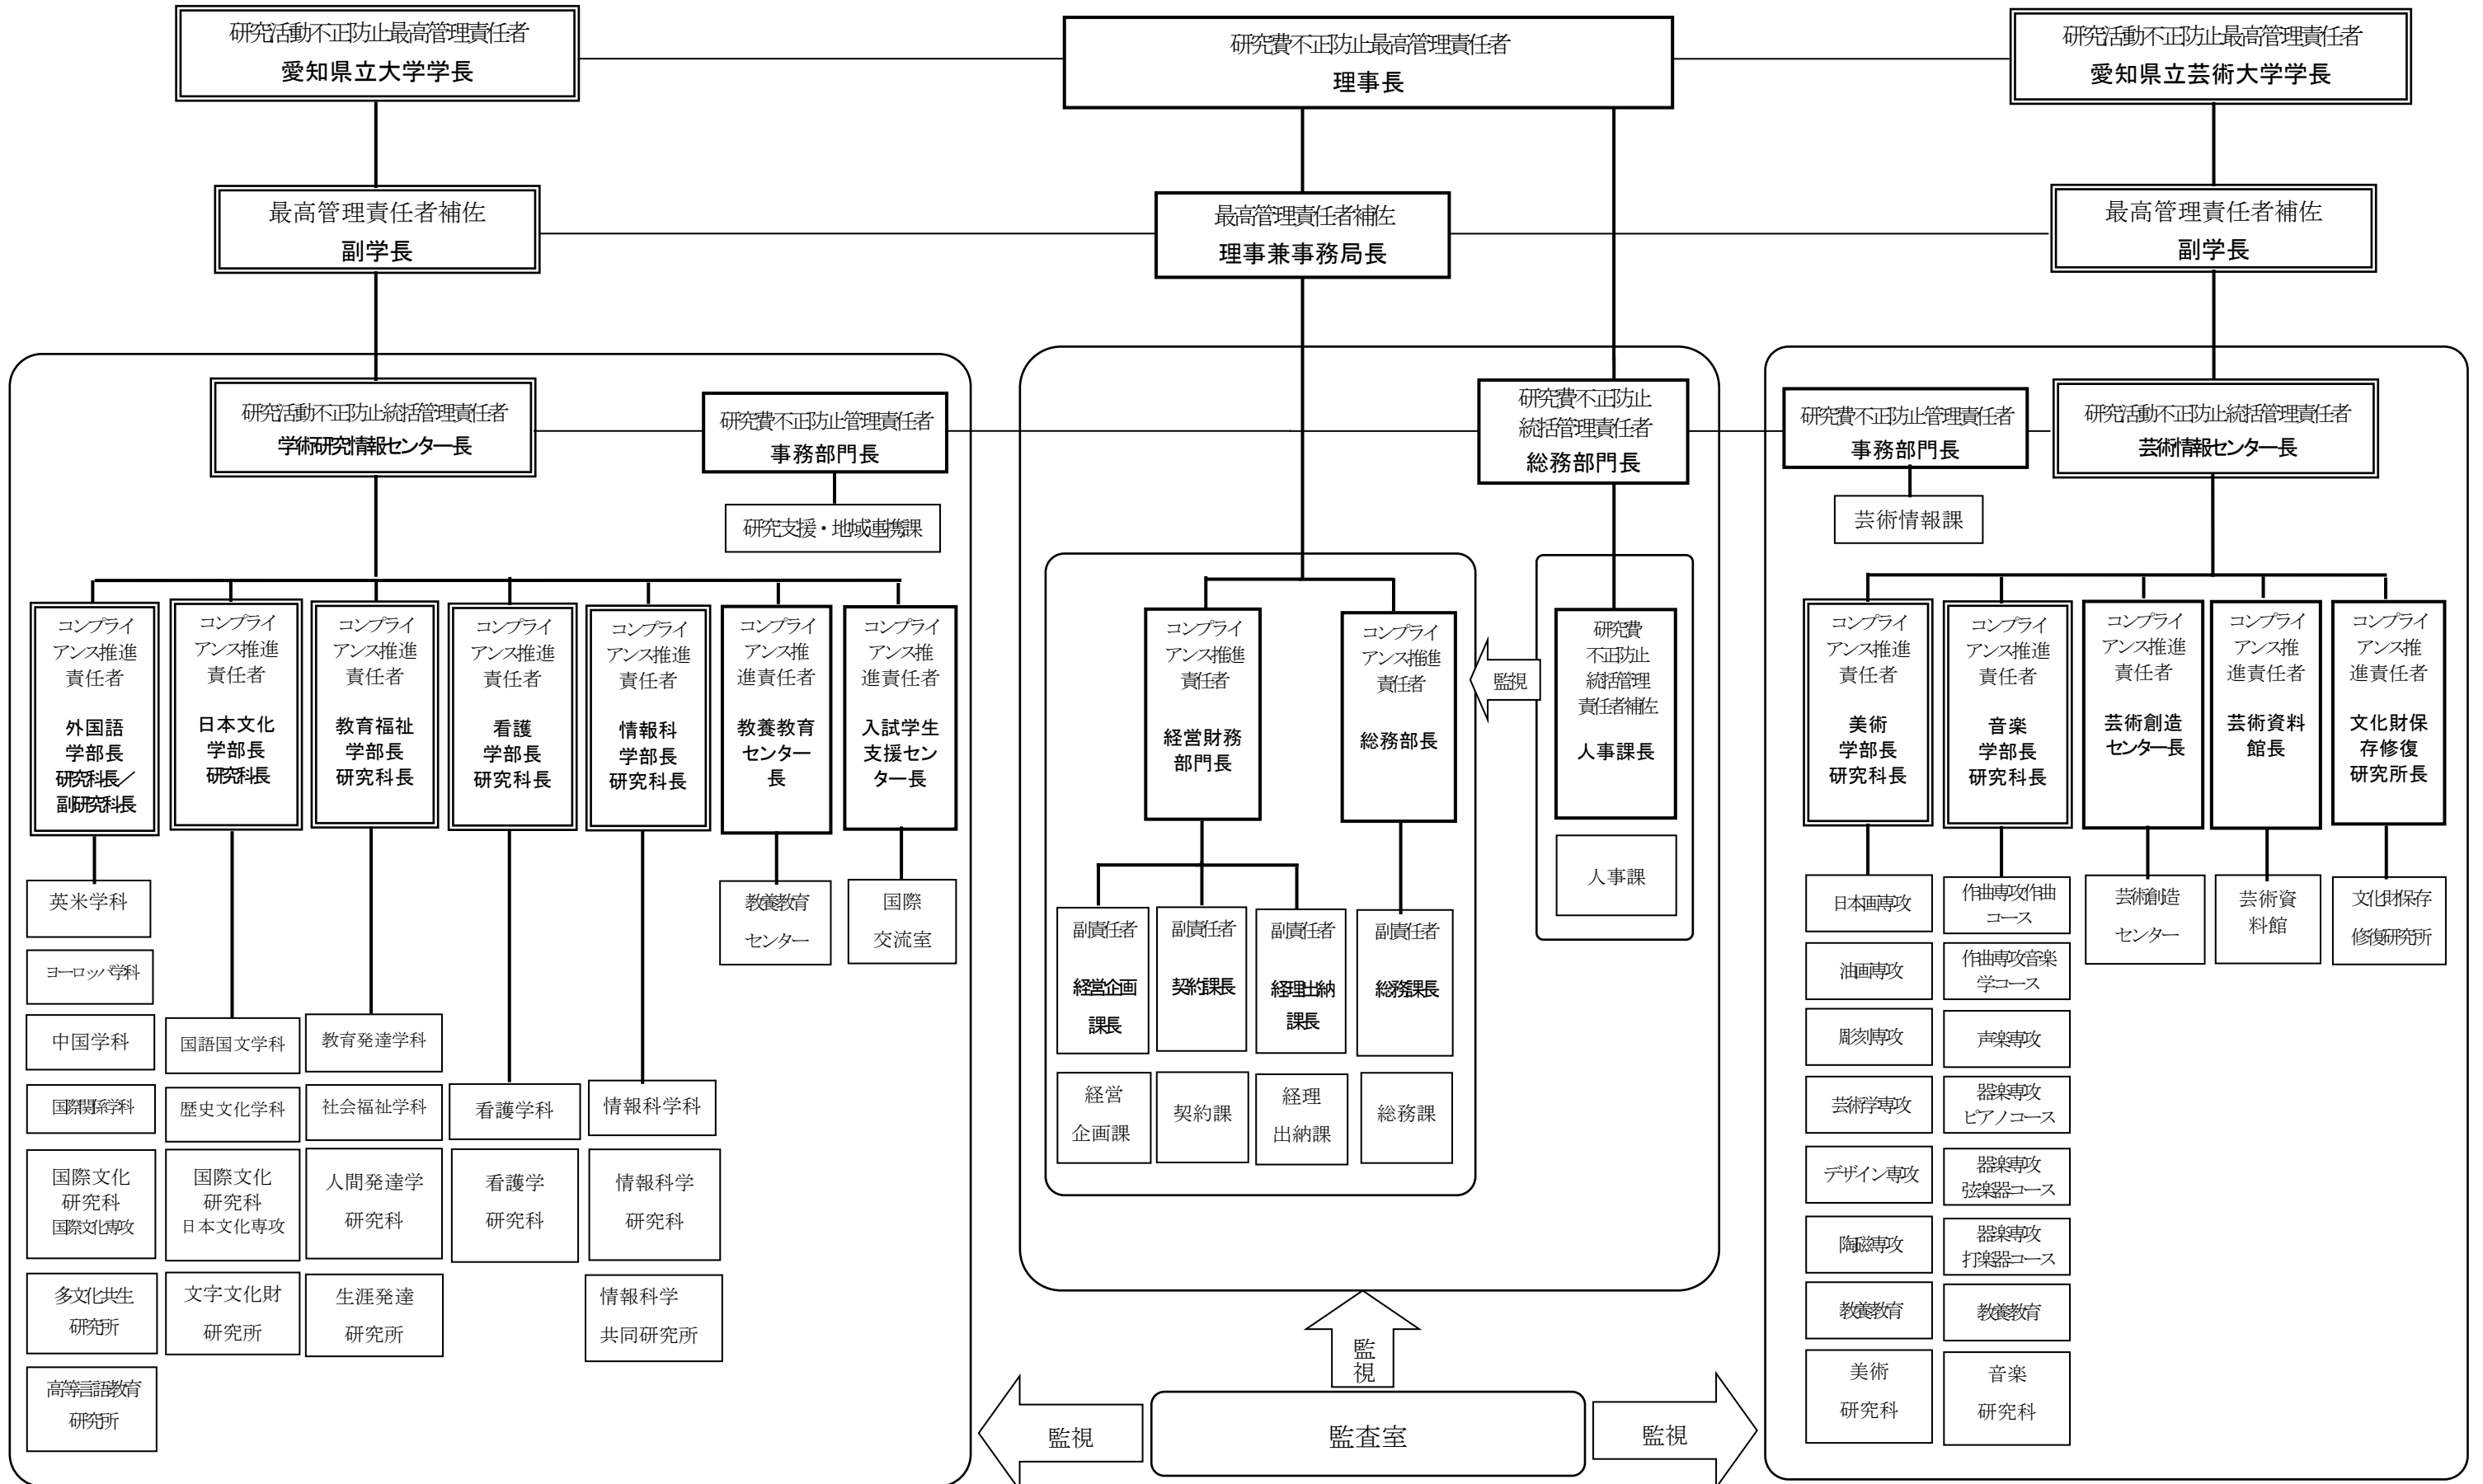 研究活動不正防止最高管理責任者
愛知県立大学学長
研究費不正防止最高管理責任者
理事長
研究活動不正防止最高管理責任者
愛知県立芸術大学学長
最高管理責任者補佐
副学長
最高管理責任者補佐
理事兼事務局長
最高管理責任者補佐
副学長
研究活動不正防止統括管理責任者
学術研究情報センター長
研究費不正防止管理責任者
事務部門長
研究支援・地域連携課
研究費不正防止
統括管理責任者
総務部門長
研究費不正防止管理責任者
事務部門長
芸術情報課
研究活動不正防止統括管理責任者
芸術情報センター長
コンプライ
アンス推進
責任者
外国語
学部長
研究科長／
副研究科長
コンプライ
アンス推進
責任者
日本文化
学部長
研究科長
コンプライ
アンス推進
責任者
教育福祉
学部長
研究科長
コンプライ
アンス推進
責任者
看護
学部長
研究科長
コンプライ
アンス推進
責任者
情報科
学部長
研究科長
コンプライ
アンス推
進責任者
教養教育
センター
長
コンプライ
アンス推
進責任者
入試学生
支援セン
ター長
英米学科
ヨーロッパ学科
中国学科
国際関係学科
国際文化
研究科
国際文化専攻
多文化共生
研究所
高等言語教育
研究所
国語国文学科
歴史文化学科
国際文化
研究科
日本文化専攻
文字文化財
研究所
教育発達学科
社会福祉学科
人間発達学
研究科
生涯発達
研究所
看護学科
看護学
研究科
情報科学科
情報科学
研究科
情報科学
共同研究所
教養教育
センター
国際
交流室
コンプライ
アンス推進
責任者
経営財務
部門長
コンプライ
アンス推進
責任者
総務部長
監視
研究費
不正防止
統括管理
責任者補佐
人事課長
人事課
副責任者
経営企画
課長
副責任者
契約課長
副責任者
経理出納
課長
副責任者
総務課長
経営
企画課
契約課
経理
出納課
総務課
コンプライ
アンス推進
責任者
美術
学部長
研究科長
コンプライ
アンス推進
責任者
音楽
学部長
研究科長
コンプライ
アンス推進
責任者
芸術創造
センター長
コンプライ
アンス推
進責任者
芸術資料
館長
コンプライ
アンス推
進責任者
文化財保
存修復
研究所長
日本画専攻
油画専攻
彫刻専攻
芸術学専攻
デザイン専攻
陶磁専攻
教養教育
美術
研究科
作曲専攻作曲
コース
作曲専攻音楽
学コース
声楽専攻
器楽専攻
ピアノコース
器楽専攻
弦楽器コース
器楽専攻
打楽器コース
教養教育
音楽
研究科
芸術創造
センター
芸術資
料館
文化財保存
修復研究所
監
視
監視
監査室
監視